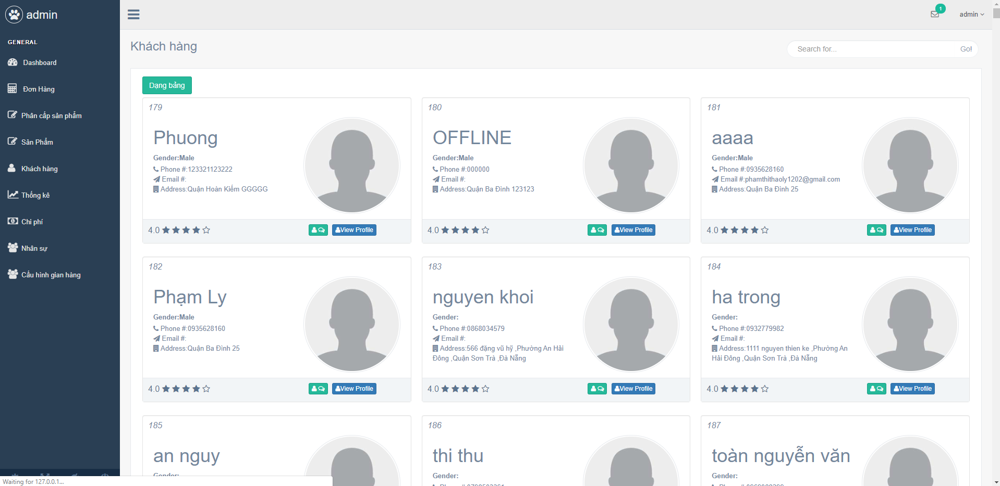 admin
1
admin
GENERAL
Dashboard
Đơn Hàng
Phân cấp sản phẩm
Sản Phẩm
Khách hàng
Thống kê
Chi phí
Nhân sự
Cấu hình gian hàng
Khách hàng
Search for...
Go!
Dạng bảng
179
Phuong
Gender:Male
Phone #:123321123222
Email #:
Address:Quận Hoàn Kiếm GGGGG
4.0
View Profile
180
OFFLINE
Gender:Male
Phone #:000000
Email #:
Address:Quận Ba Đình 123123
4.0
View Profile
181
aaaa
Gender:Male
Phone #:0935628160
Email #:phamthithaoly1202@gmail.com
Address:Quận Ba Đình 25
4.0
View Profile
182
Phạm Ly
Gender:Male
Phone #:0935628160
Email #:
Address:Quận Ba Đình 25
4.0
View Profile
183
nguyen khoi
Gender:
Phone #:0868034579
Email #:
Address:566 đặng vũ hỹ ,Phường An Hải
Đông ,Quận Sơn Trà ,Đà Nẵng
4.0
View Profile
184
ha trong
Gender:
Phone #:0932779982
Email #:
Address:1111 nguyen thien ke ,Phường An
Hải Đông ,Quận Sơn Trà ,Đà Nẵng
4.0
View Profile
185
an nguy
Gender:
186
thi thu
Gender:
187
toàn nguyễn văn
Gender:
Waiting for 127.0.0.1...